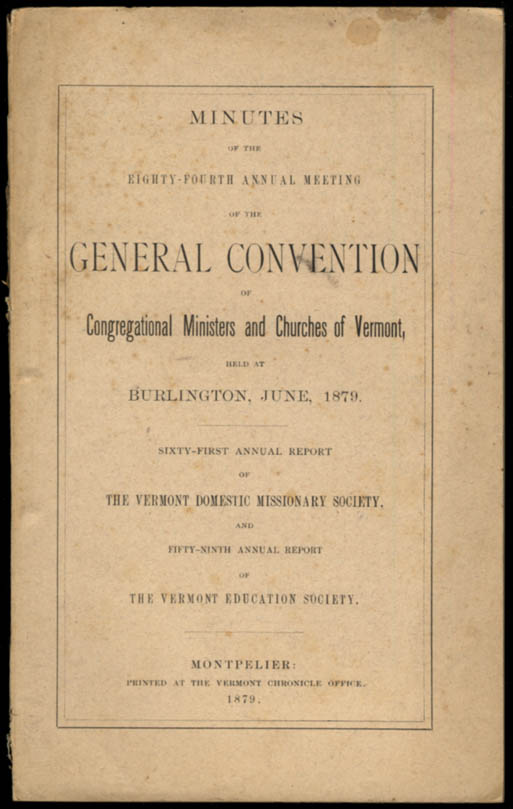 MINUTES
OF THE
EIGHTY-FOURTH ANNUAL MEETING
OF THE
GENERAL CONVENTION
OF
Congregational Ministers and Churches of Vermont,
HELD AT
BURLINGTON, JUNE, 1879.
SIXTY-FIRST ANNUAL REPORT
OF
THE VERMONT DOMESTIC MISSIONARY SOCIETY,
AND
FIFTY-NINTH ANNUAL REPORT
OF
THE VERMONT EDUCATION SOCIETY.
MONTPELIER:
PRINTED AT THE VERMONT CHRONICLE OFFICE.
1879.